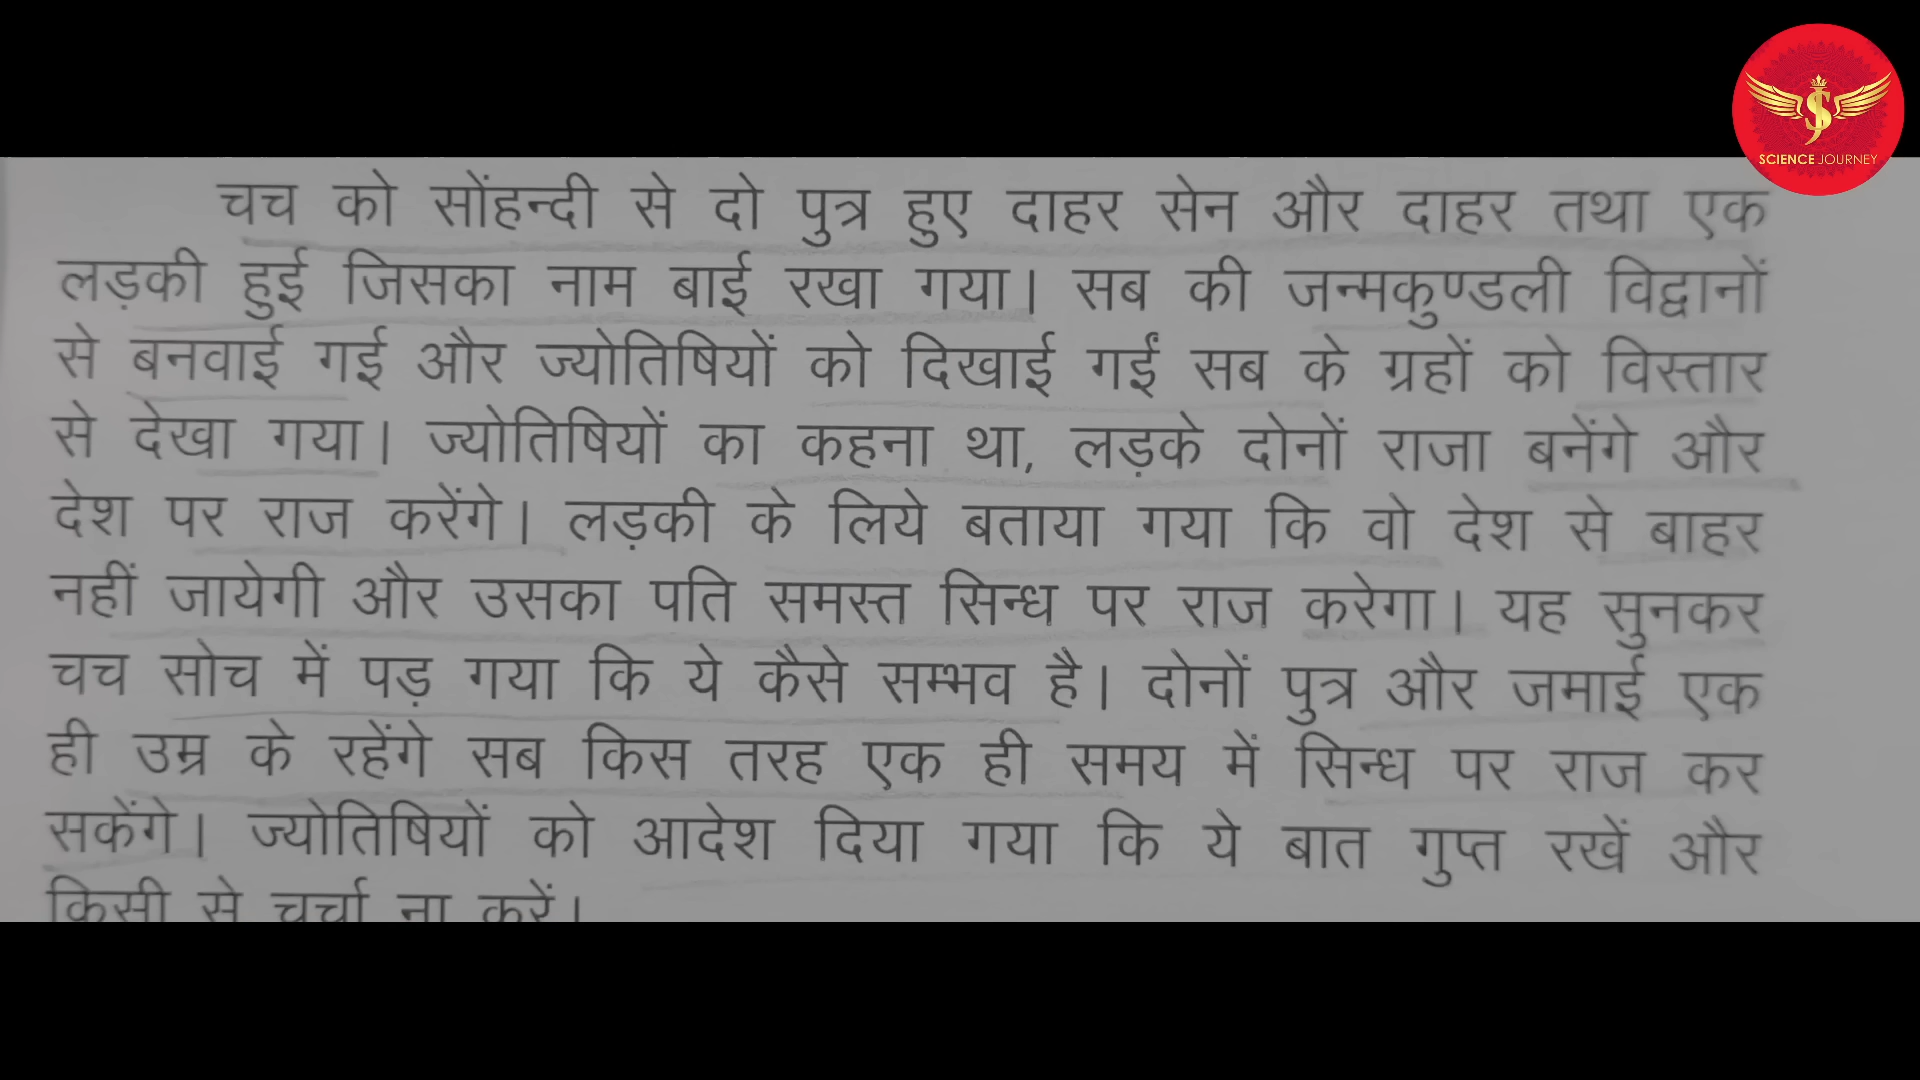 SCIENCE JOURNEY
चच को सोंहन्दी से दो पुत्र हुए दाहर सेन और दाहर तथा एक
लड़की हुई जिसका नाम बाई रखा गया। सब की जन्मकुण्डली विद्वानों
से बनवाई गई और ज्योतिषियों को दिखाई गईं सब के ग्रहों को विस्तार
से देखा गया। ज्योतिषियों का कहना था, लड़के दोनों राजा बनेंगे और
देश पर राज करेंगे। लड़की के लिये बताया गया कि वो देश से बाहर
नहीं जायेगी और उसका पति समस्त सिन्ध पर राज करेगा। यह सुनकर
चच सोच में पड़ गया कि ये कैसे सम्भव है। दोनों पुत्र और जमाई एक
ही उम्र के रहेंगे सब किस तरह एक ही समय में सिन्ध पर राज कर
सकेंगे। ज्योतिषियों को आदेश दिया गया कि ये बात गुप्त रखें और
किसी से चर्चा ना करें।